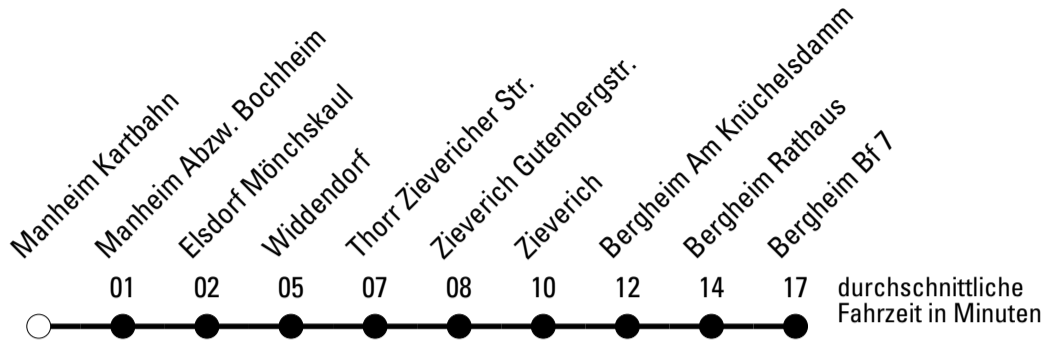 Manheim Kartbahn
Manheim Abzw. Bochheim
Elsdorf Mönchskaul
Widdendorf
Thorr Zievericher Str.
Zieverich Gutenbergstr.
Zieverich
Bergheim Am Knüchelsdamm
Bergheim Rathaus
Bergheim Bf 7
01 02 05 07 08 10 12 14 17
durchschnittliche
Fahrzeit in Minuten